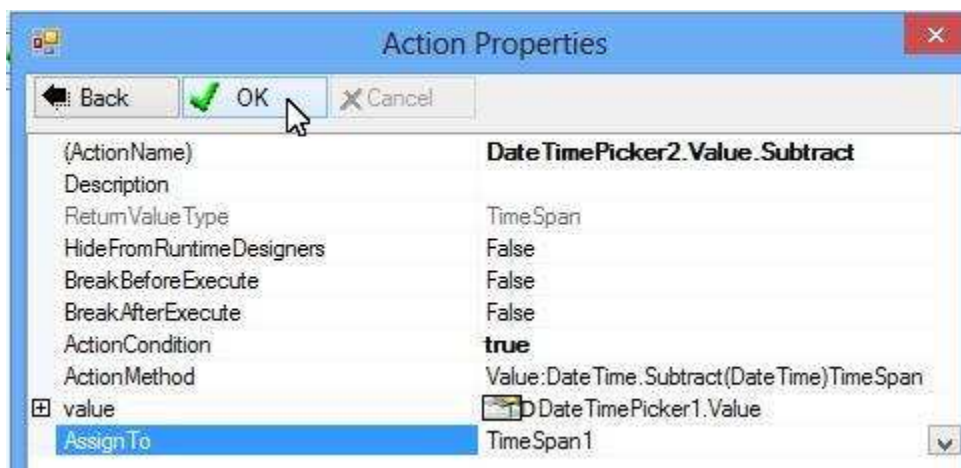 Action Properties
Back OK Cancel
(ActionName) DateTimePicker2.Value.Subtract
Description
ReturnValueType TimeSpan
HideFromRuntimeDesigners False
BreakBeforeExecute False
BreakAfterExecute False
ActionCondition true
ActionMethod Value:DateTime.Subtract(DateTime)TimeSpan
value DateTimePicker1.Value
AssignTo TimeSpan1